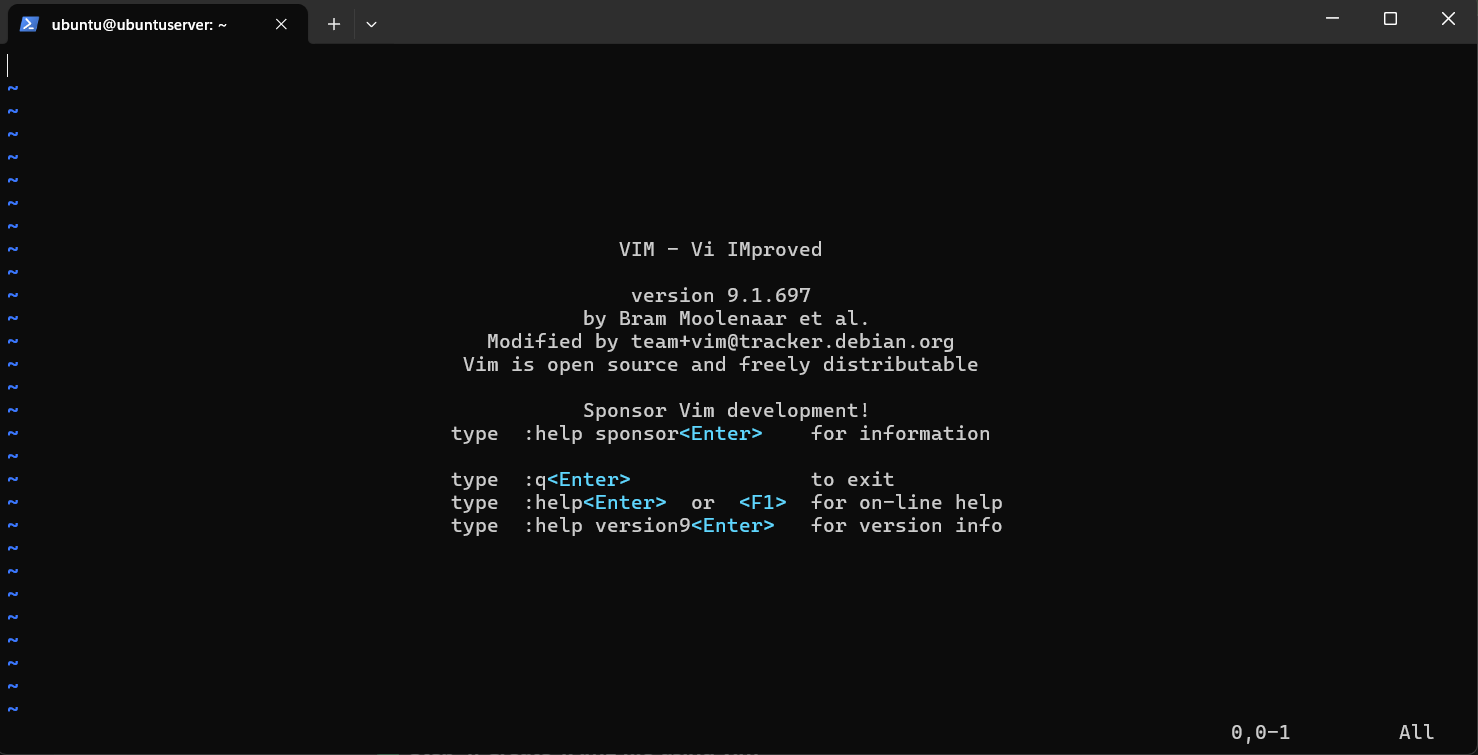 ubuntu@ubuntuserver: ~
~
~
~
~
~
~
~
~
VIM - Vi IMproved
~
~
version 9.1.697
~
by Bram Moolenaar et al.
~
Modified by team+vim@tracker.debian.org
~
Vim is open source and freely distributable
~
~
Sponsor Vim development!
~
type :help sponsor<Enter> for information
~
~
type :q<Enter> to exit
~
type :help<Enter> or <F1> for on-line help
~
type :help version9<Enter> for version info
~
~
~
~
~
~
~
~
0,0-1 All